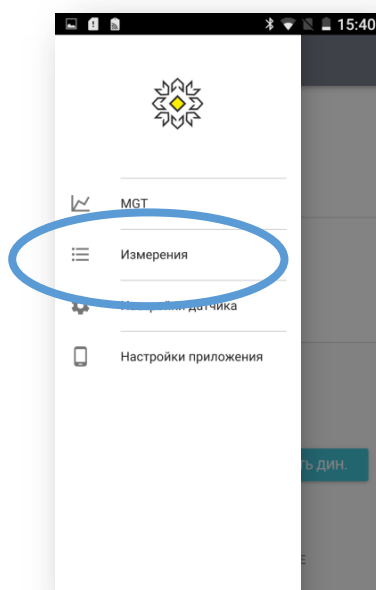 15:40
MGT
Измерения
Настройки датчика
Настройки приложения
ТЬ ДИН.
Е